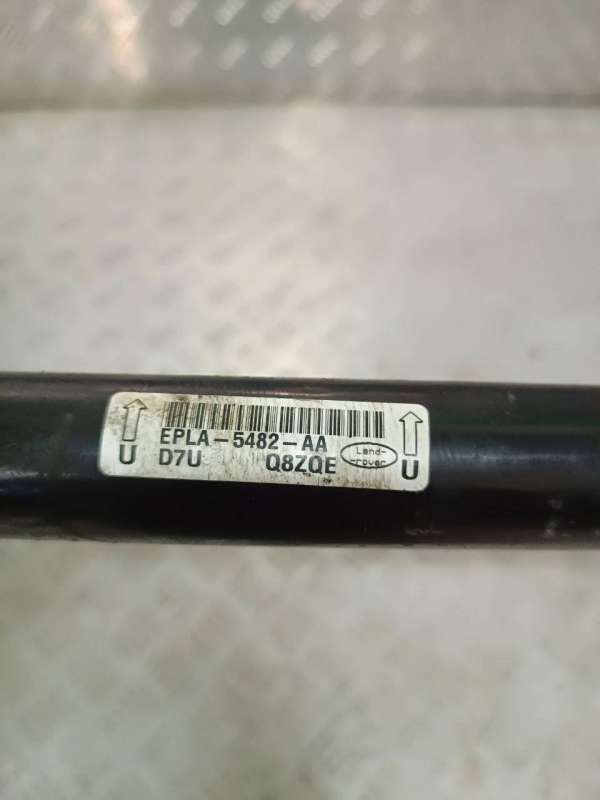 EPLA-5482-AA
U D7U Q8ZQE Land-rover U